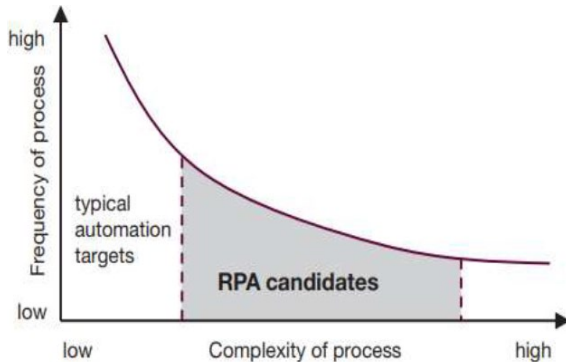 high
Frequency of process
typical
automation
targets
RPA candidates
low
low
Complexity of process
high